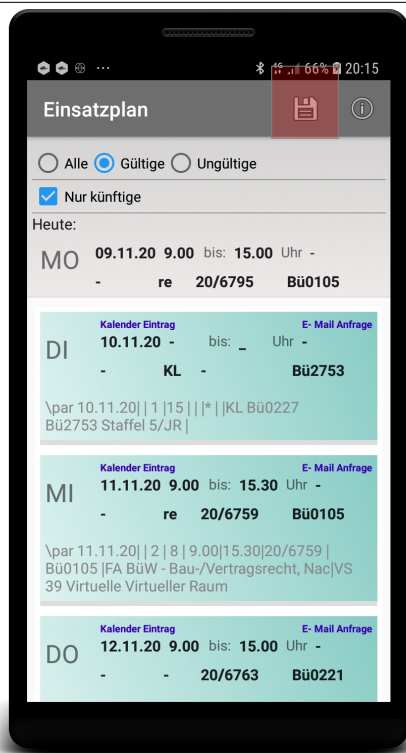 66% 20:15
Einsatzplan
Alle Gültige Ungültige
Nur künftige
Heute:
MO 09.11.20 9.00 bis: 15.00 Uhr -
- re 20/6795 Bü0105
Kalender Eintrag E- Mail Anfrage
DI 10.11.20 - bis: _ Uhr -
- KL - Bü2753
\par 10.11.20| | 1 |15 | | |* | |KL Bü0227
Bü2753 Staffel 5/JR |
Kalender Eintrag E- Mail Anfrage
MI 11.11.20 9.00 bis: 15.30 Uhr -
- re 20/6759 Bü0105
\par 11.11.20| | 2 | 8 | 9.00|15.30|20/6759 |
Bü0105 |FA BüW - Bau-/Vertragsrecht, Nac|VS
39 Virtuelle Virtueller Raum
Kalender Eintrag E- Mail Anfrage
DO 12.11.20 9.00 bis: 15.00 Uhr -
- - 20/6763 Bü0221